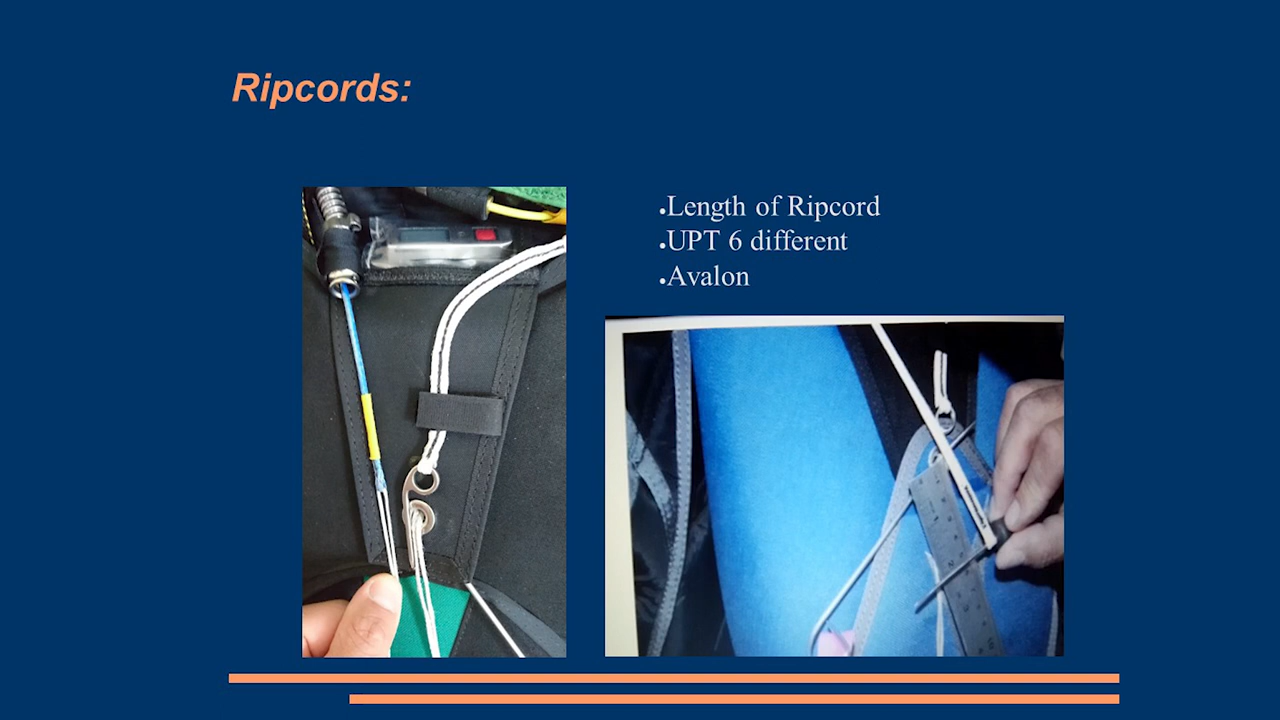 Ripcords:
•Length of Ripcord
•UPT 6 different
•Avalon